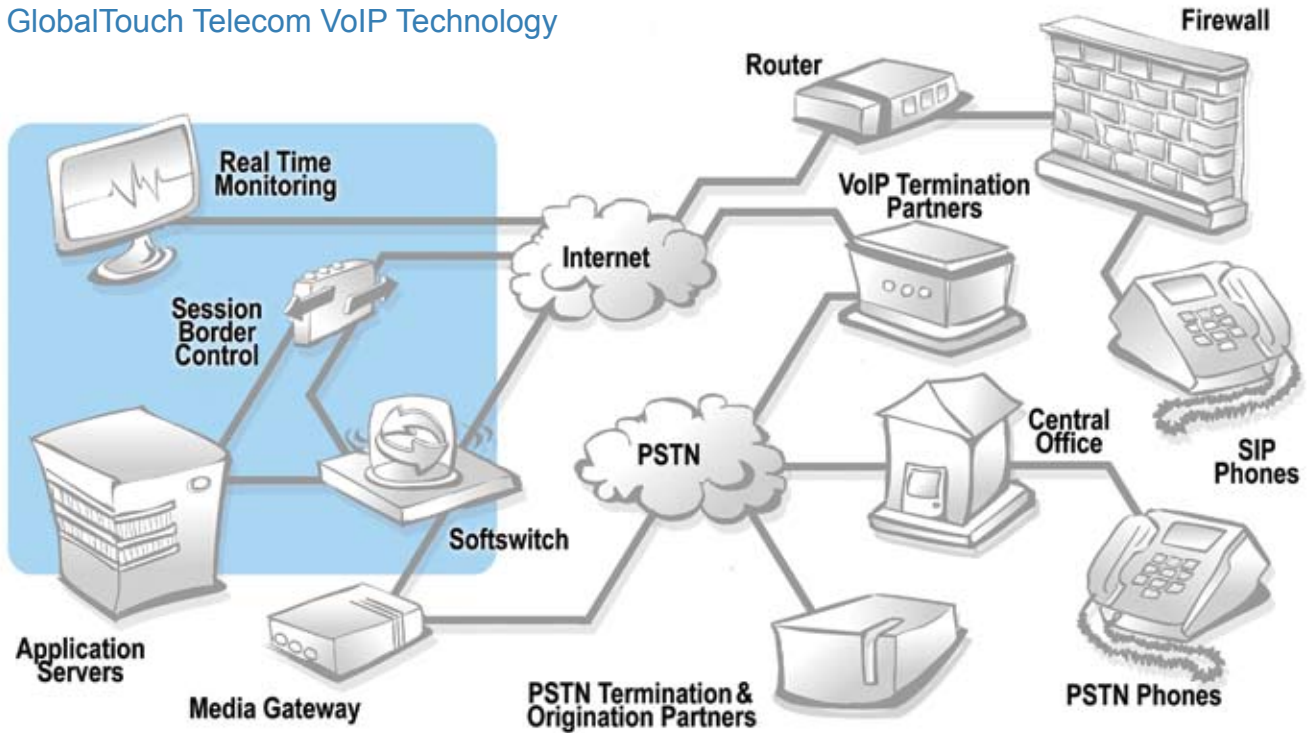 GlobalTouch Telecom VoIP Technology
Firewall
Router
Real Time
Monitoring
VoIP Termination
Partners
Internet
Session
Border
Control
Central
Office
PSTN
SIP
Phones
Softswitch
Application
Servers
Media Gateway
PSTN Termination &
Origination Partners
PSTN Phones